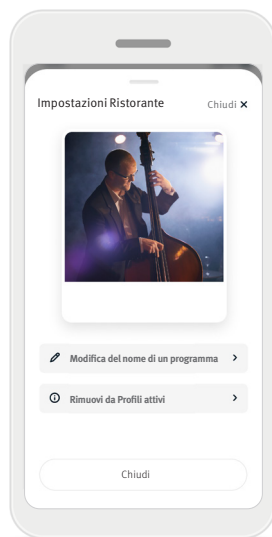 Impostazioni Ristorante
Chiudi ×
Modifica del nome di un programma
Rimuovi da Profili attivi
Chiudi